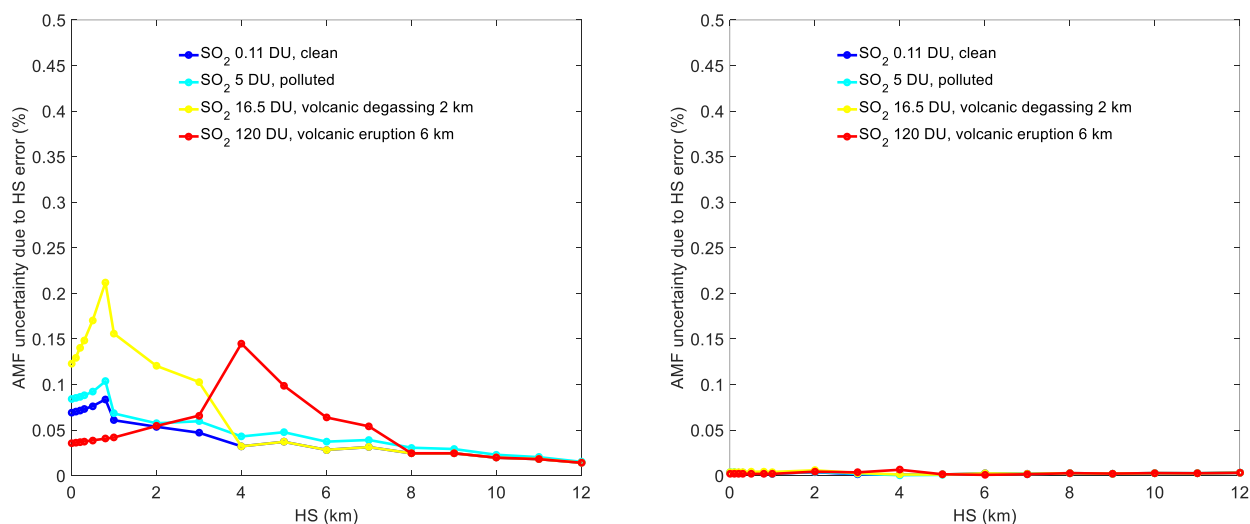 0.5
0.45
0.4
0.35
0.3
0.25
0.2
0.15
0.1
0.05
0
AMF uncertainty due to HS error (%)
SO2 0.11 DU, clean
SO2 5 DU, polluted
SO2 16.5 DU, volcanic degassing 2 km
SO2 120 DU, volcanic eruption 6 km
0 2 4 6 8 10 12
HS (km)
0.5
0.45
0.4
0.35
0.3
0.25
0.2
0.15
0.1
0.05
0
AMF uncertainty due to HS error (%)
SO2 0.11 DU, clean
SO2 5 DU, polluted
SO2 16.5 DU, volcanic degassing 2 km
SO2 120 DU, volcanic eruption 6 km
0 2 4 6 8 10 12
HS (km)